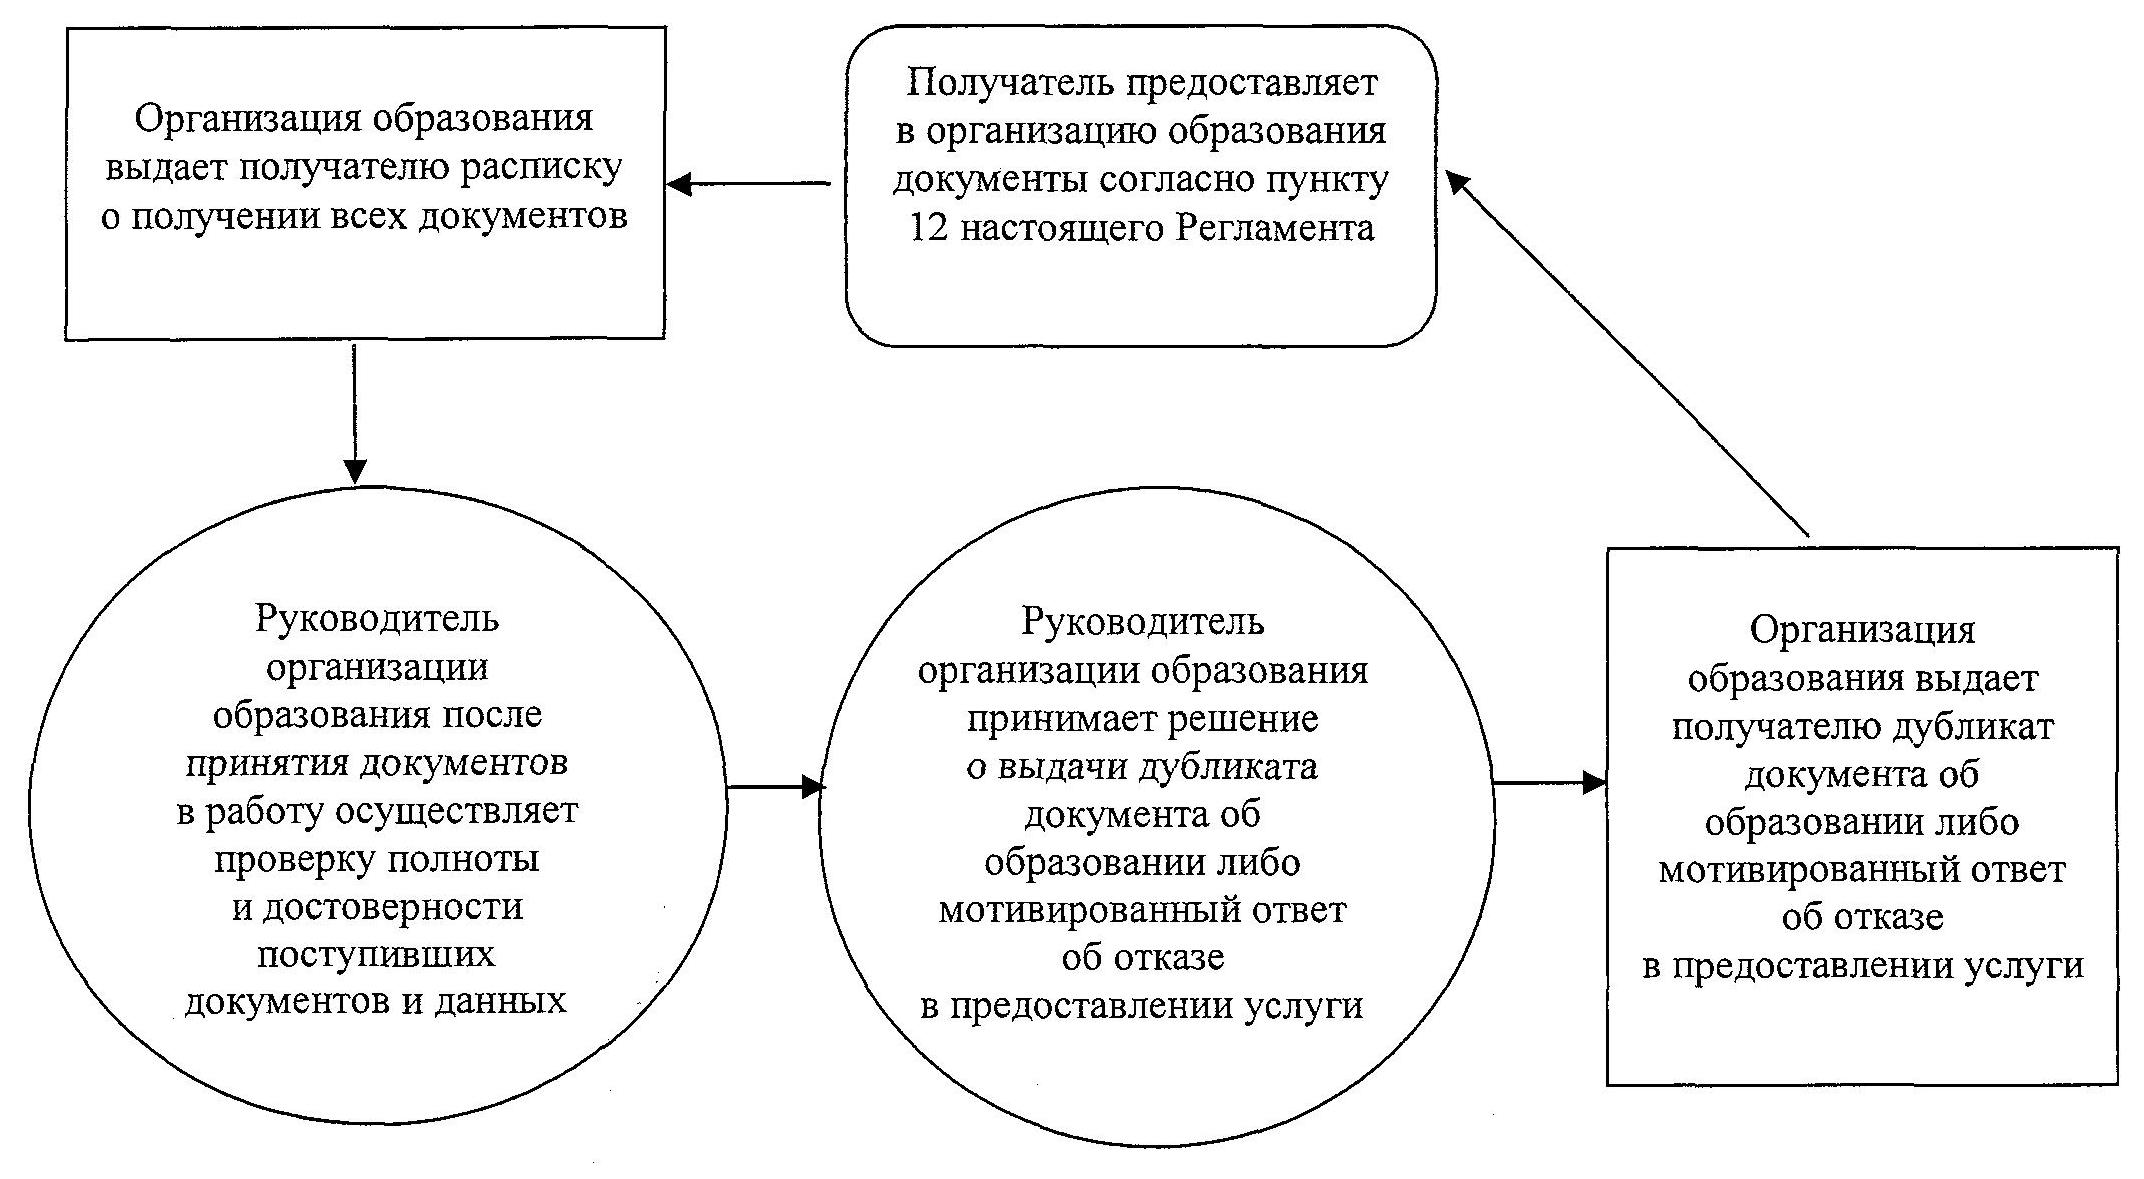 Организация образования
выдает получателю расписку
о получении всех документов
Получатель предоставляет
в организацию образования
документы согласно пункту
12 настоящего Регламента
Руководитель
организации
образования после
принятия документов
в работу осуществляет
проверку полноты
и достоверности
поступивших
документов и данных
Руководитель
организации образования
принимает решение
о выдачи дубликата
документа об
образовании либо
мотивированный ответ
об отказе
в предоставлении услуги
Организация
образования выдает
получателю дубликат
документа об
образовании либо
мотивированный ответ
об отказе
в предоставлении услуги